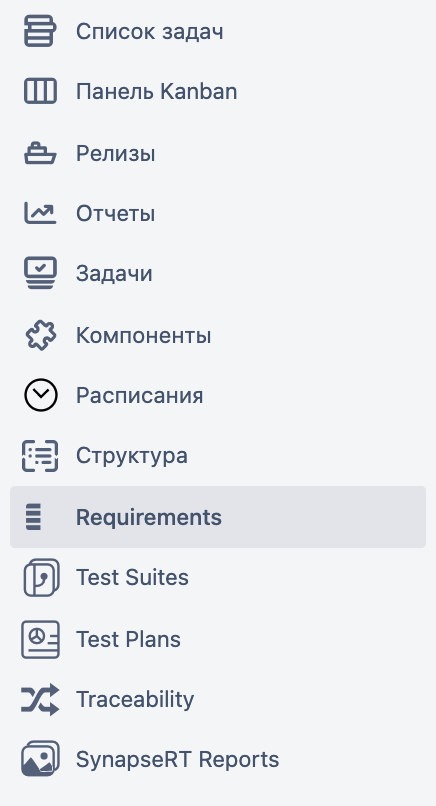 Список задач
Панель Kanban
Релизы
Отчеты
Задачи
Компоненты
Расписания
Структура
Requirements
Test Suites
Test Plans
Traceability
SynapseRT Reports